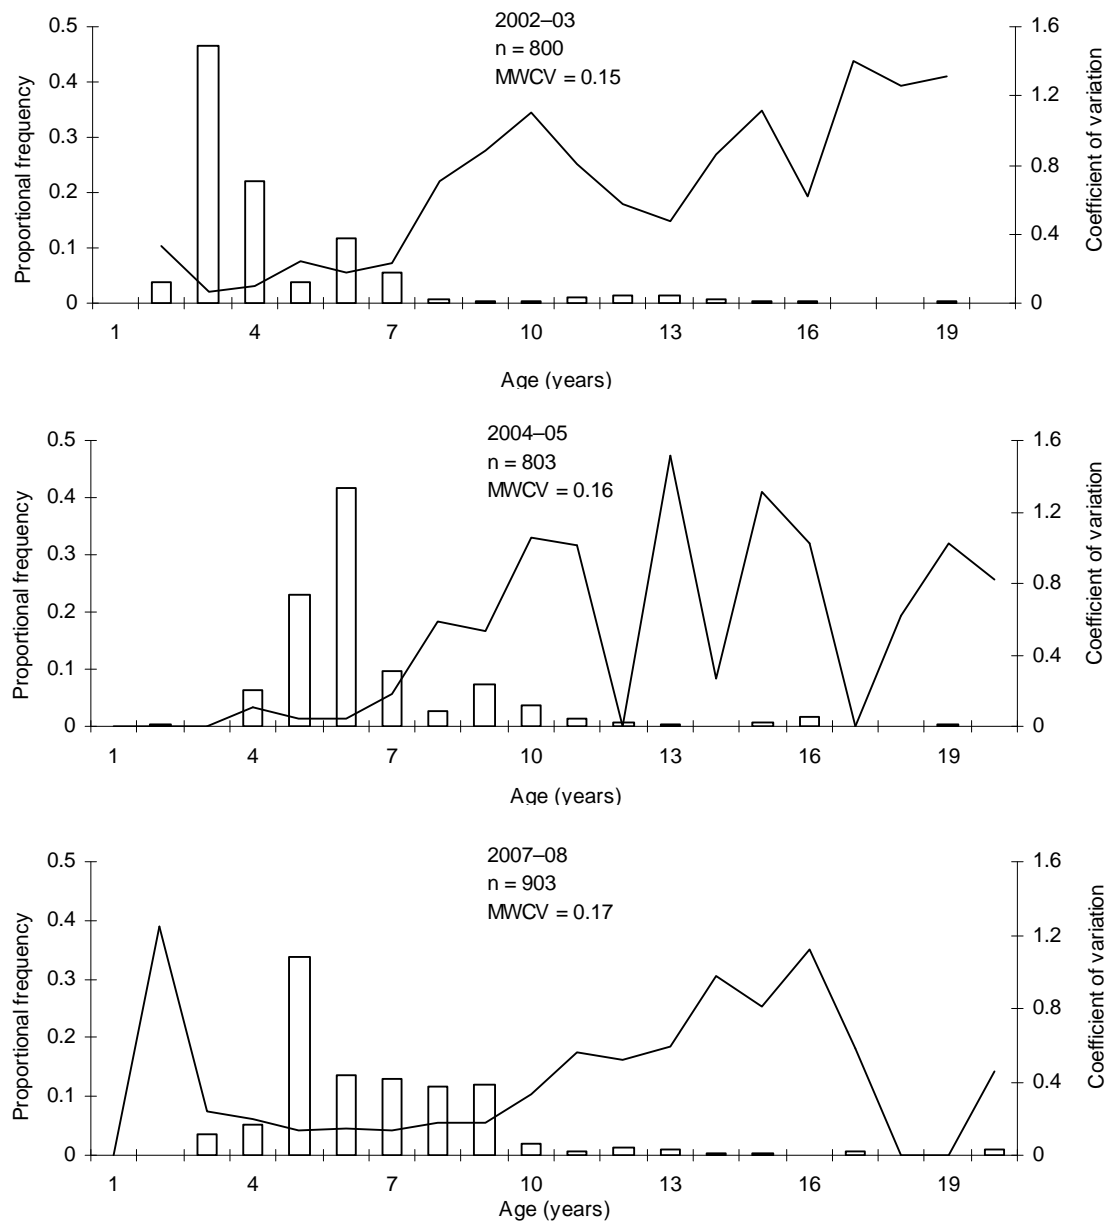 2002–03
n = 800
MWCV = 0.15
Proportional frequency
0.5
0.4
0.3
0.2
0.1
0
1.6
1.2
0.8
0.4
0
Coefficient of variation
1 4 7 10 13 16 19
Age (years)
2004–05
n = 803
MWCV = 0.16
Proportional frequency
0.5
0.4
0.3
0.2
0.1
0
1.6
1.2
0.8
0.4
0
Coefficient of variation
1 4 7 10 13 16 19
Age (years)
2007–08
n = 903
MWCV = 0.17
Proportional frequency
0.5
0.4
0.3
0.2
0.1
0
1.6
1.2
0.8
0.4
0
Coefficient of variation
1 4 7 10 13 16 19
Age (years)